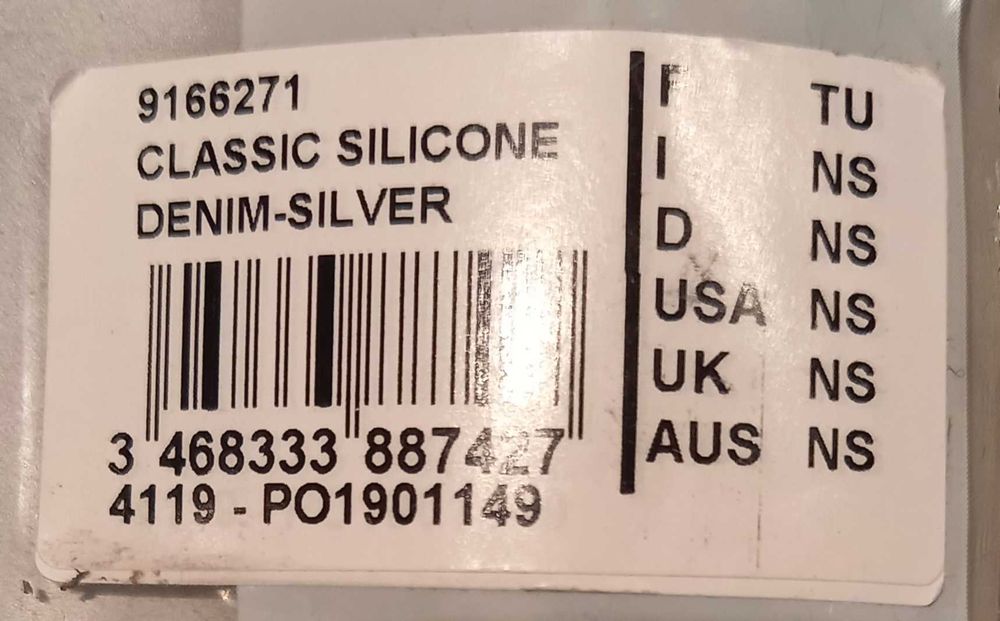 9166271
CLASSIC SILICONE
DENIM-SILVER
3 468333 887427
4119 - PO1901149
F TU
I NS
D NS
USA NS
UK NS
AUS NS